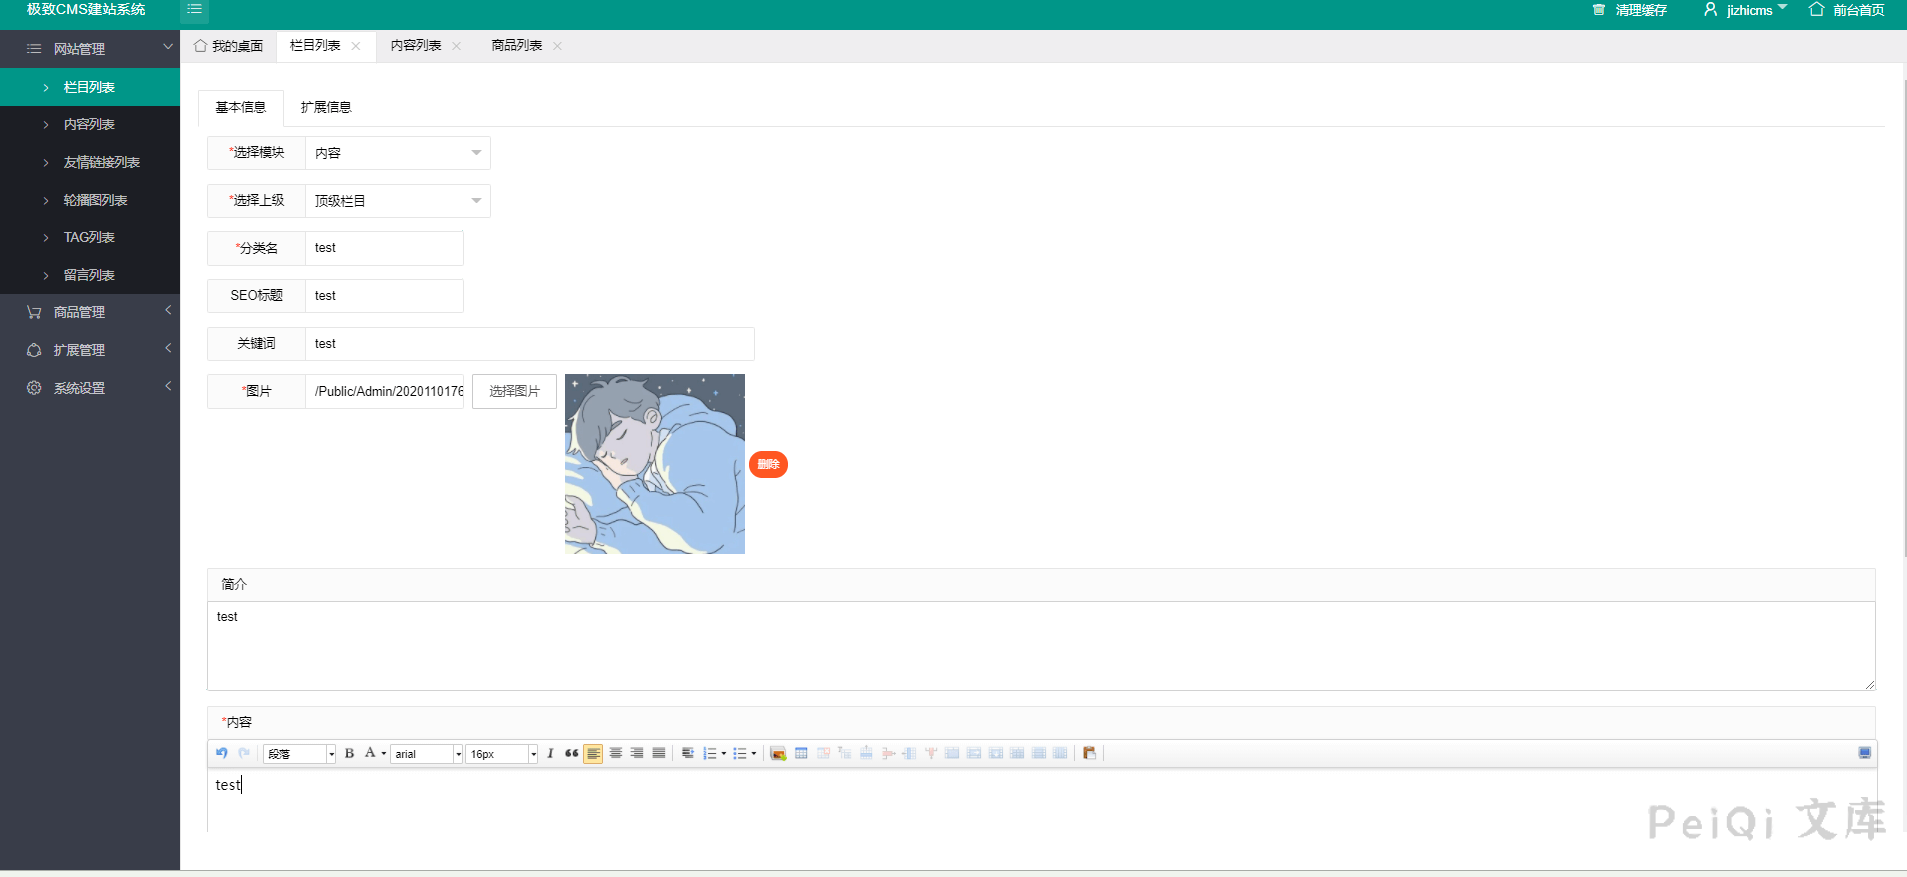 极致CMS建站系统
清理缓存
jizhicms
前台首页
网站管理
栏目列表
内容列表
友情链接列表
轮播图列表
TAG列表
留言列表
商品管理
扩展管理
系统设置
我的桌面
栏目列表
内容列表
商品列表
基本信息
扩展信息
*选择模块 内容
*选择上级 顶级栏目
*分类名 test
SEO标题 test
关键词 test
*图片 /Public/Admin/2020110176 选择图片
删除
简介
test
*内容
段落 B A arial 16px I
test
PeiQi 文库